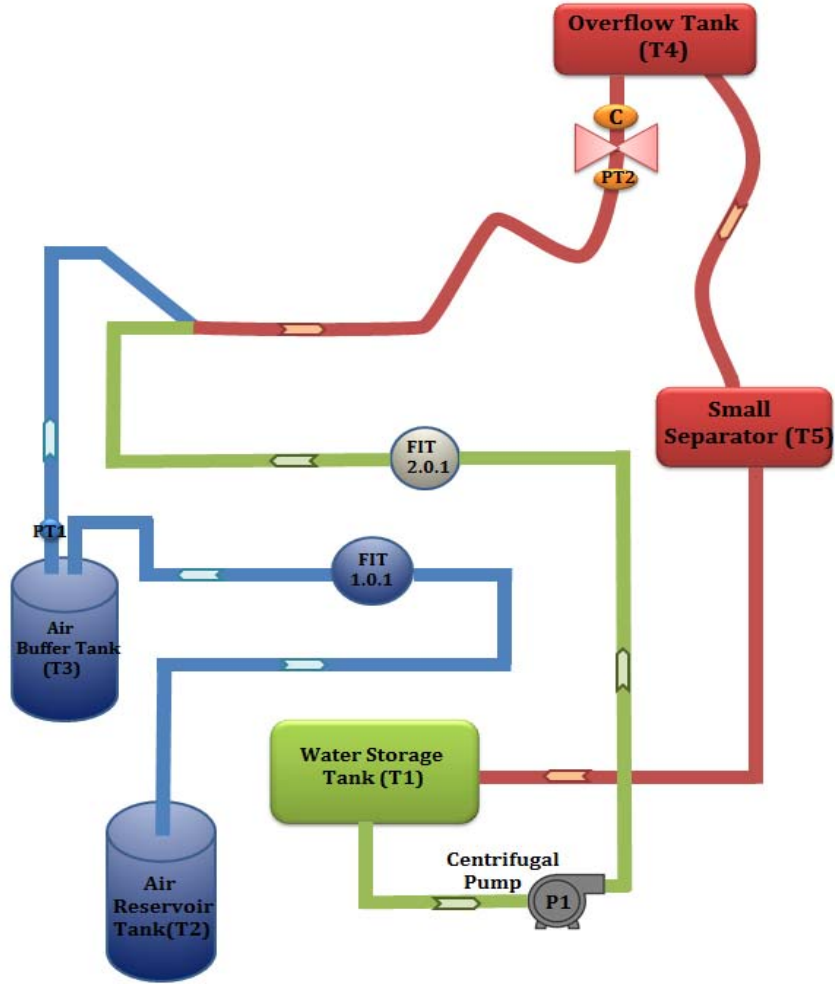 Overflow Tank
(T4)
C
PT2
Small
Separator (T5)
FIT
2.0.1
PT1
FIT
1.0.1
Air
Buffer Tank
(T3)
Water Storage
Tank (T1)
Centrifugal
Pump
P1
Air
Reservoir
Tank(T2)